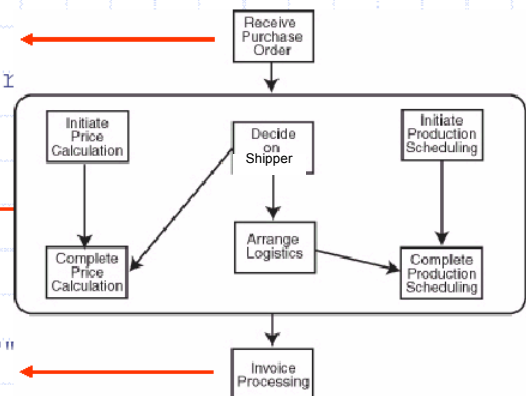 Receive
Purchase
Order
r
Initiate
Price
Calculation
Decide
on
Shipper
Initiate
Production
Scheduling
Complete
Price
Calculation
Arrange
Logistics
Complete
Production
Scheduling
"
Invoice
Processing